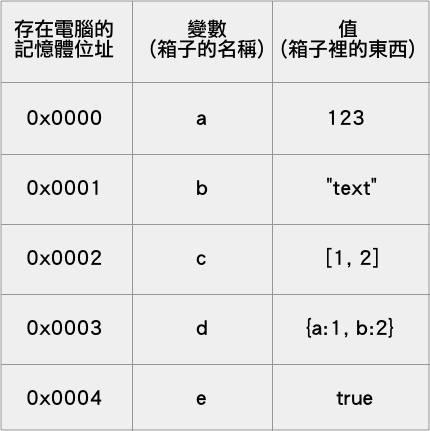 存在電腦的 變數 值
記憶體位址 （箱子的名稱） （箱子裡的東西）
0x0000 a 123
0x0001 b "text"
0x0002 c [1, 2]
0x0003 d {a:1, b:2}
0x0004 e true